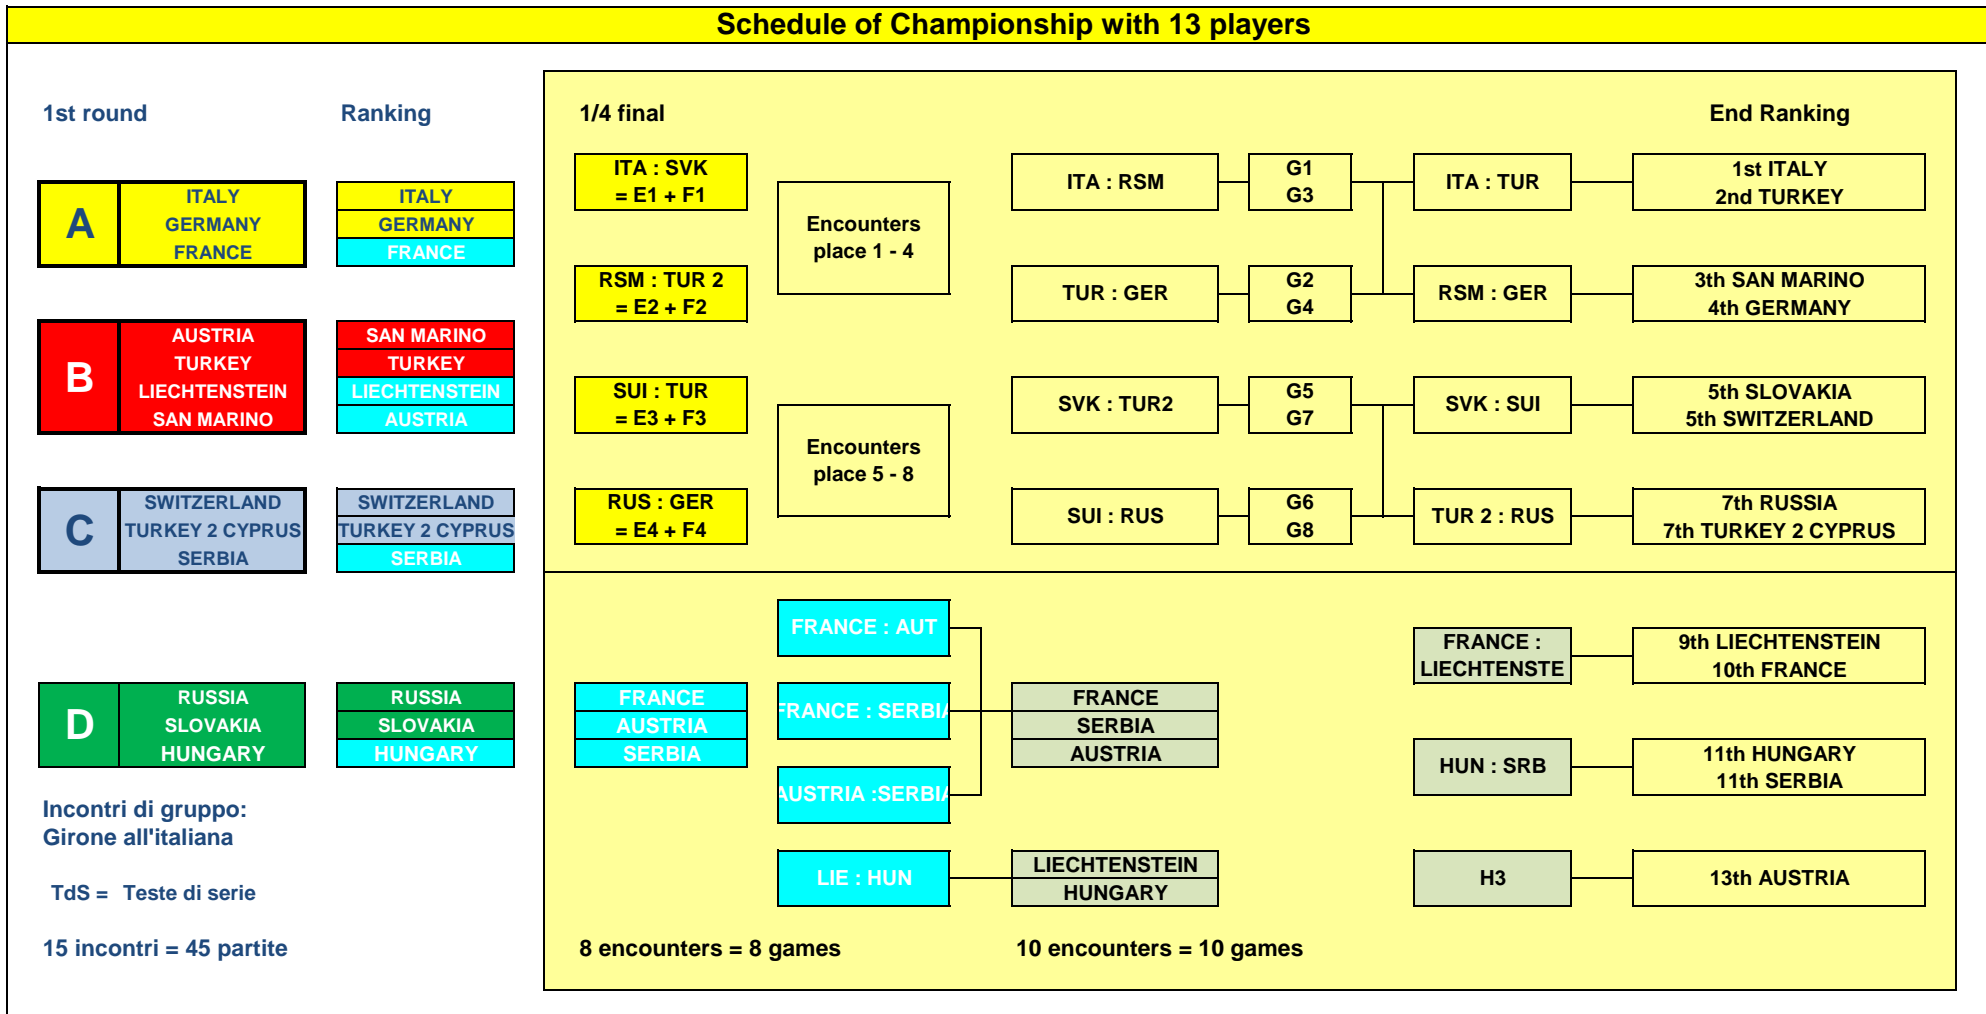 Schedule of Championship with 13 players
1st round
Ranking
1/4 final
End Ranking
A
ITALY
GERMANY
FRANCE
ITALY
GERMANY
FRANCE
B
AUSTRIA
TURKEY
LIECHTENSTEIN
SAN MARINO
SAN MARINO
TURKEY
LIECHTENSTEIN
AUSTRIA
C
SWITZERLAND
TURKEY 2 CYPRUS
SERBIA
SWITZERLAND
TURKEY 2 CYPRUS
SERBIA
D
RUSSIA
SLOVAKIA
HUNGARY
RUSSIA
SLOVAKIA
HUNGARY
Incontri di gruppo:
Girone all'italiana
TdS = Teste di serie
15 incontri = 45 partite
ITA : SVK
= E1 + F1
RSM : TUR 2
= E2 + F2
SUI : TUR
= E3 + F3
RUS : GER
= E4 + F4
Encounters
place 1 - 4
Encounters
place 5 - 8
ITA : RSM
G1
G3
ITA : TUR
1st ITALY
2nd TURKEY
TUR : GER
G2
G4
RSM : GER
3th SAN MARINO
4th GERMANY
SVK : TUR2
G5
G7
SVK : SUI
5th SLOVAKIA
5th SWITZERLAND
SUI : RUS
G6
G8
TUR 2 : RUS
7th RUSSIA
7th TURKEY 2 CYPRUS
FRANCE
AUSTRIA
SERBIA
FRANCE : AUT
FRANCE : SERBIA
AUSTRIA :SERBIA
LIE : HUN
FRANCE
SERBIA
AUSTRIA
LIECHTENSTEIN
HUNGARY
FRANCE :
LIECHTENSTE
9th LIECHTENSTEIN
10th FRANCE
HUN : SRB
11th HUNGARY
11th SERBIA
H3
13th AUSTRIA
8 encounters = 8 games
10 encounters = 10 games